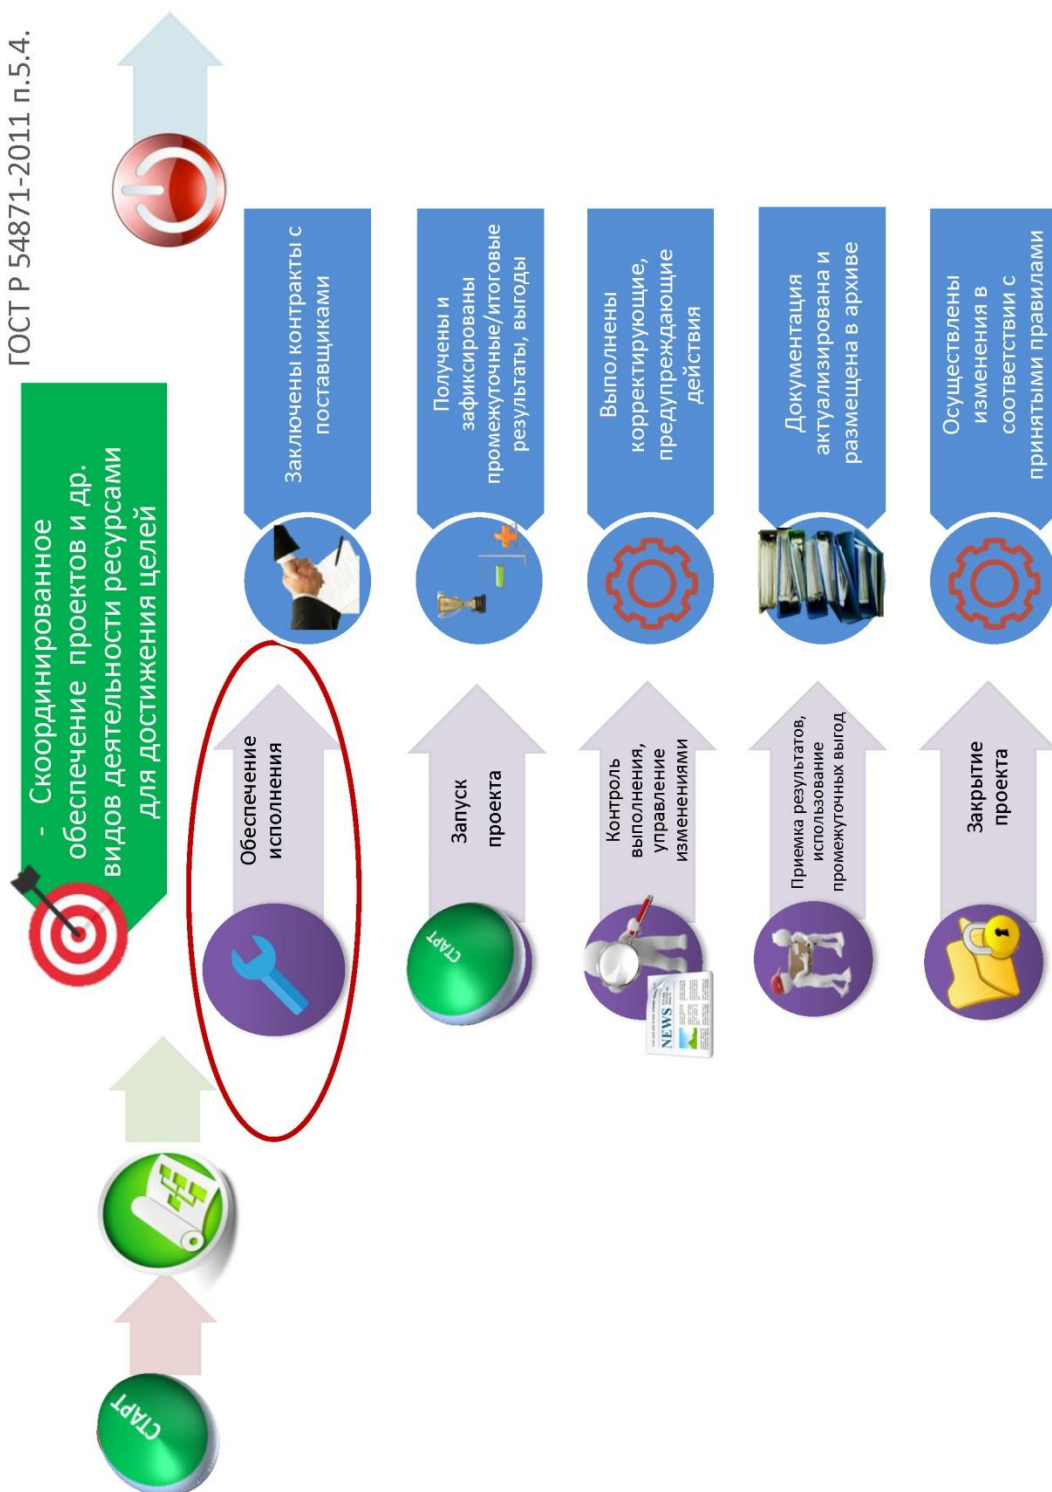 ГОСТ Р 54871-2011 п.5.4.
- Скоординированное
обеспечение проектов и др.
видов деятельности ресурсами
для достижения целей
СТАРТ
Обеспечение
исполнения
Заключены контракты с
поставщиками
СТАРТ
Запуск
проекта
Получены и
зафиксированы
промежуточные/итоговые
результаты, выгоды
NEWS
Контроль
выполнения,
управление
изменениями
Выполнены
корректирующие,
предупреждающие
действия
Приемка результатов,
использование
промежуточных выгод
Документация
актуализирована и
размещена в архиве
Закрытие
проекта
Осуществлены
изменения в
соответствии с
принятыми правилами